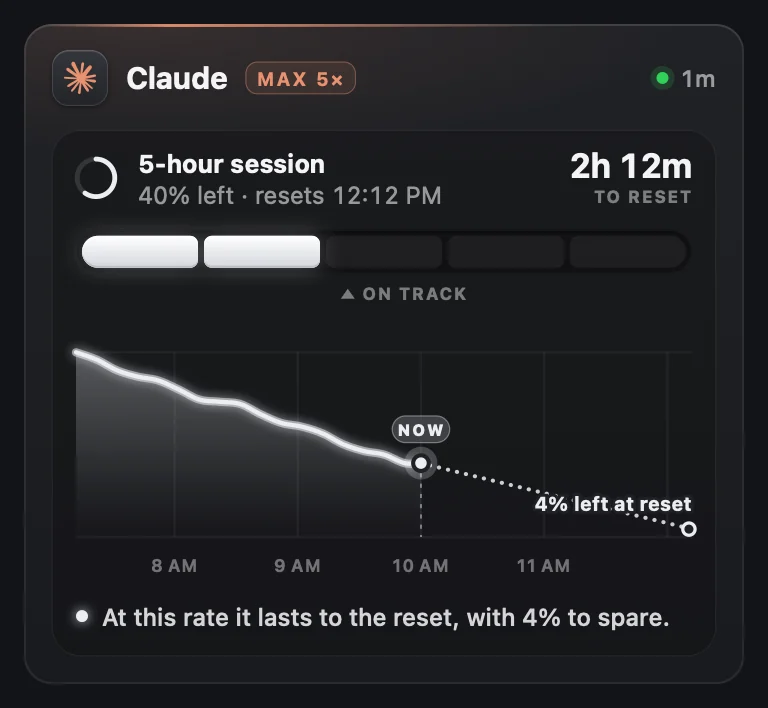 Claude
MAX 5×
1m
5-hour session
2h 12m
40% left · resets 12:12 PM
TO RESET
▲ ON TRACK
NOW
4% left at reset
8 AM
9 AM
10 AM
11 AM
At this rate it lasts to the reset, with 4% to spare.